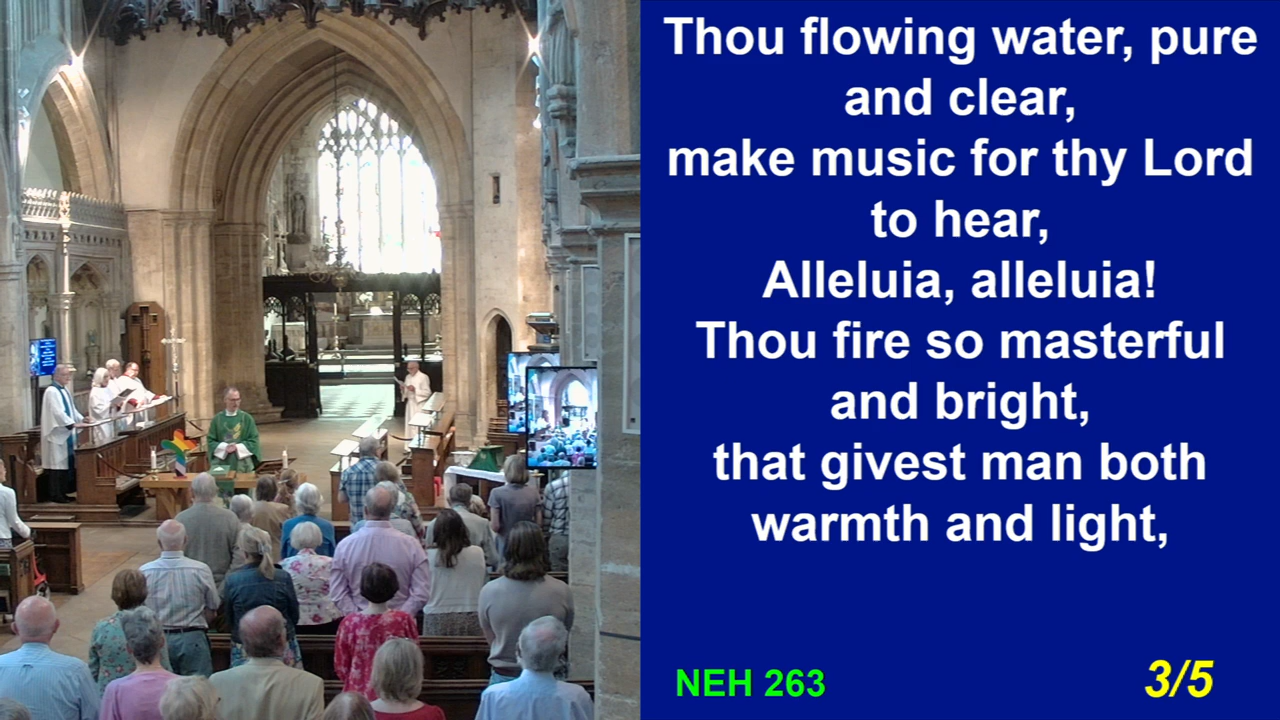 Thou flowing water, pure
and clear,
make music for thy Lord
to hear,
Alleluia, alleluia!
Thou fire so masterful
and bright,
that givest man both
warmth and light,
NEH 263
3/5